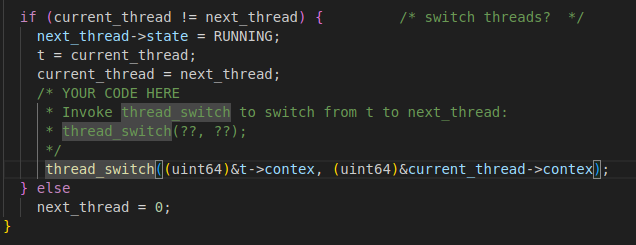 if (current_thread != next_thread) {         /* switch threads?  */
  next_thread->state = RUNNING;
  t = current_thread;
  current_thread = next_thread;
  /* YOUR CODE HERE
   * Invoke thread_switch to switch from t to next_thread:
   * thread_switch(??, ??);
   */
   thread_switch((uint64)&t->contex, (uint64)&current_thread->contex);
} else
  next_thread = 0;
}